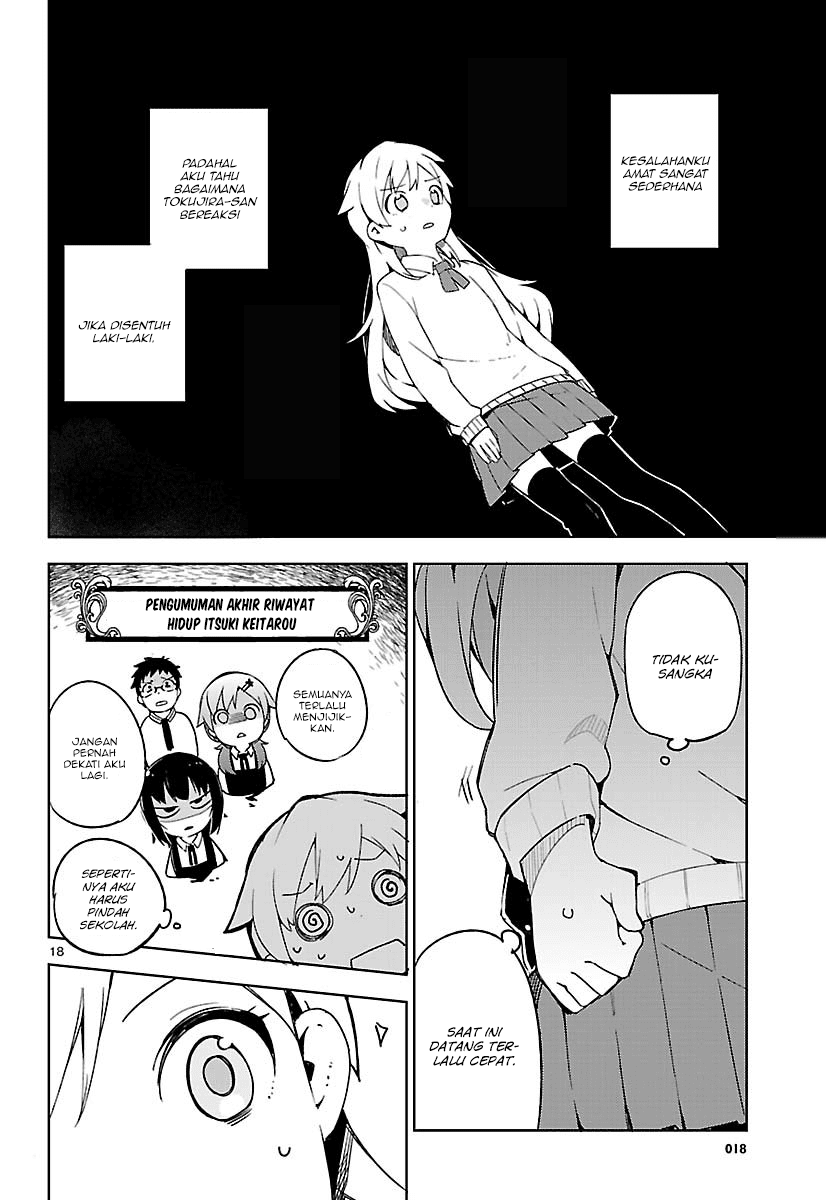 KESALAHANKU
AMAT SANGAT
SEDERHANA
PADAHAL
AKU TAHU
BAGAIMANA
TOKUJIRA-SAN
BEREAKSI
JIKA DISENTUH
LAKI-LAKI,
TIDAK KU-
SANGKA
SAAT INI
DATANG TER-
LALU CEPAT.
PENGUMUMAN AKHIR RIWAYAT
HIDUP ITSUKI KEITAROU
SEMUANYA
TERLALU
MENJIJIK-
KAN.
JANGAN
PERNAH
DEKATI AKU
LAGI.
SEPERTI-
NYA AKU
HARUS
PINDAH
SEKOLAH.
18
018